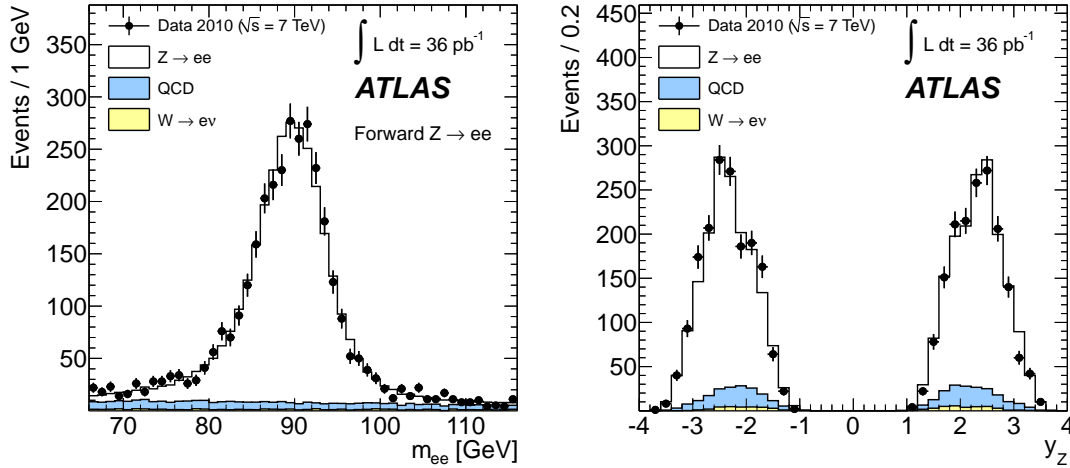 Events / 1 GeV
350
300
250
200
150
100
50
Data 2010 (√s = 7 TeV)
Z → ee
QCD
W → eν
∫ L dt = 36 pb⁻¹
ATLAS
Forward Z → ee
70 80 90 100 110
m_ee [GeV]
Events / 0.2
450
400
350
300
250
200
150
100
50
0
Data 2010 (√s = 7 TeV)
Z → ee
QCD
W → eν
∫ L dt = 36 pb⁻¹
ATLAS
-4 -3 -2 -1 0 1 2 3 4
y_Z